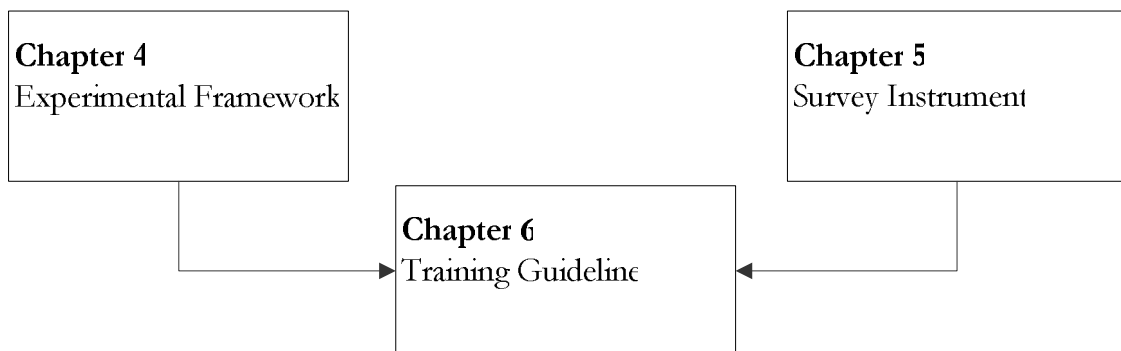 Chapter 4
Experimental Framework
Chapter 5
Survey Instrument
Chapter 6
Training Guideline